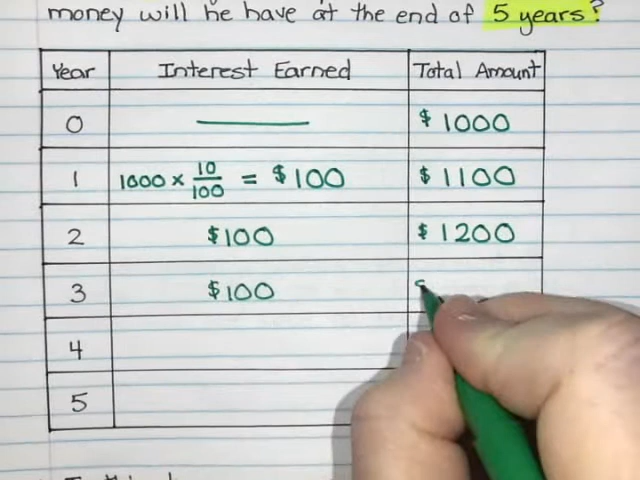 money will he have at the end of 5 years?
Year Interest Earned Total Amount
0 $1000
1 1000 × 10/100 = $100 $1100
2 $100 $1200
3 $100 $
4
5